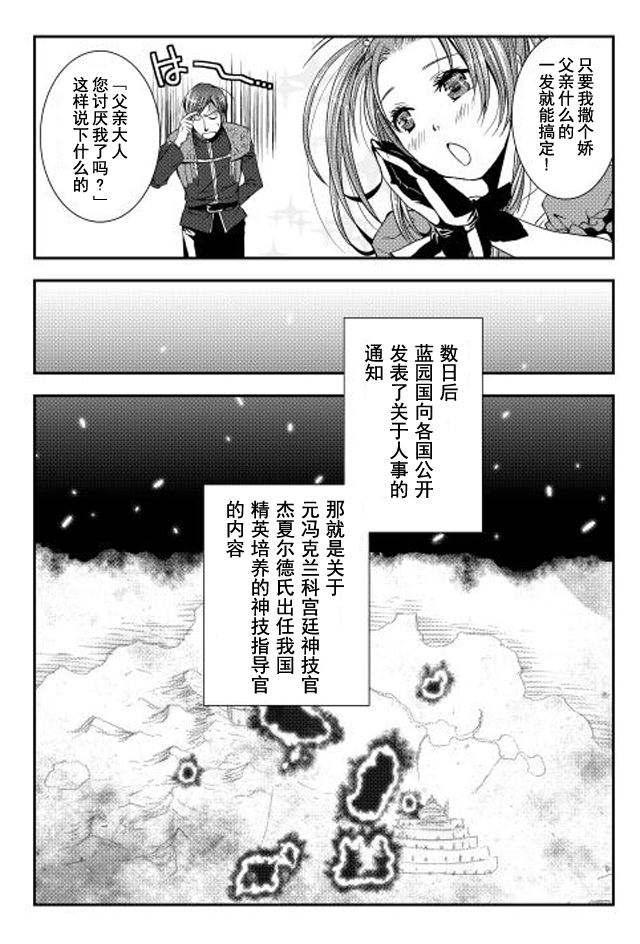 只要我撒个娇
父亲什么的
一发就能搞定!
「父亲大人
您讨厌我了吗?」
这样说下什么的
は〜〜…
数日后
蓝园国向各国公开
发表了关于人事的
通知
那就是关于
元冯克兰科宫廷神技官
杰夏尔德氏出任我国
精英培养的神技指导官
的内容